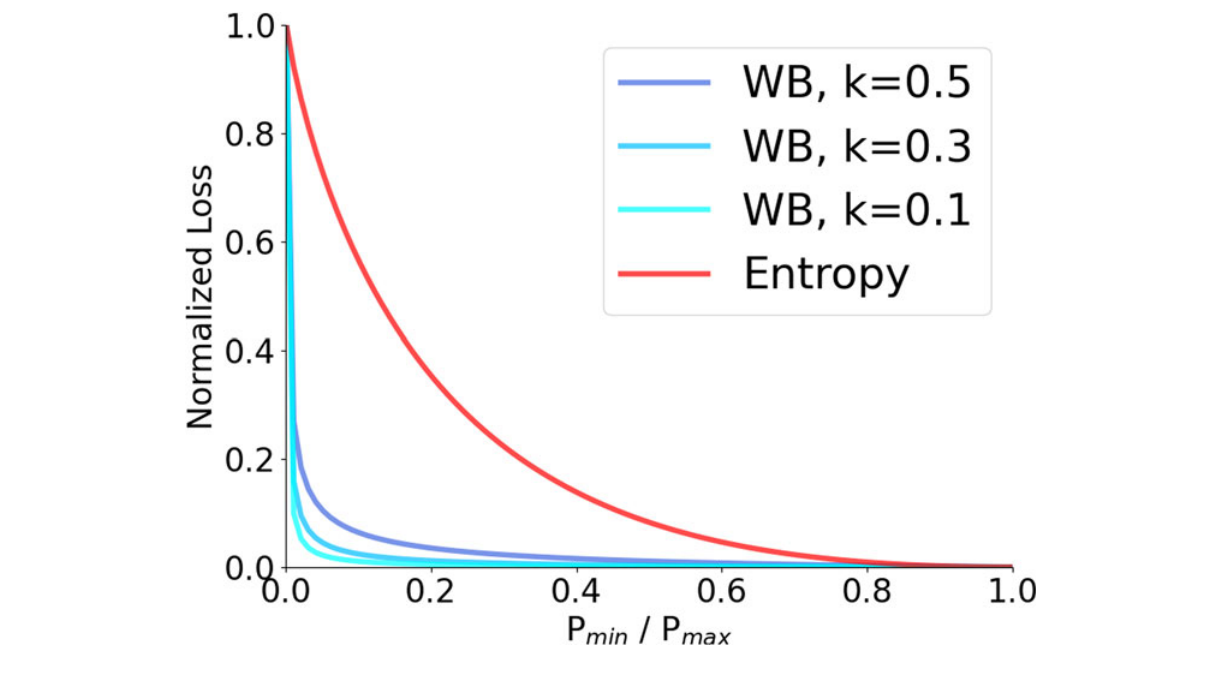 1.0
0.8
0.6
0.4
0.2
0.0
Normalized Loss
WB, k=0.5
WB, k=0.3
WB, k=0.1
Entropy
0.0 0.2 0.4 0.6 0.8 1.0
Pmin / Pmax